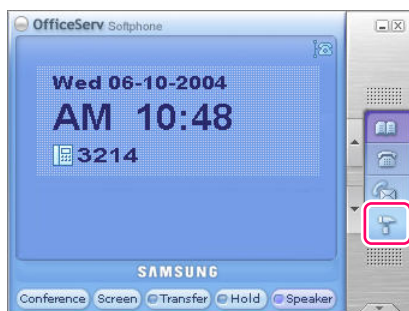 OfficeServ Softphone
Wed 06-10-2004
AM 10:48
3214
SAMSUNG
Conference Screen Transfer Hold Speaker